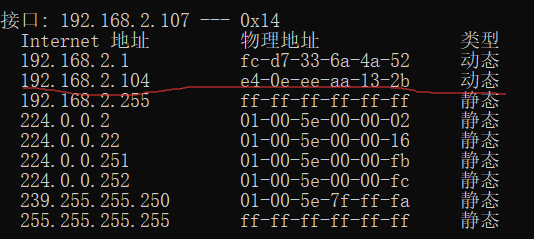 接口: 192.168.2.107 --- 0x14
Internet 地址 物理地址 类型
192.168.2.1 fc-d7-33-6a-4a-52 动态
192.168.2.104 e4-0e-ee-aa-13-2b 动态
192.168.2.255 ff-ff-ff-ff-ff-ff 静态
224.0.0.2 01-00-5e-00-00-02 静态
224.0.0.22 01-00-5e-00-00-16 静态
224.0.0.251 01-00-5e-00-00-fb 静态
224.0.0.252 01-00-5e-00-00-fc 静态
239.255.255.250 01-00-5e-7f-ff-fa 静态
255.255.255.255 ff-ff-ff-ff-ff-ff 静态